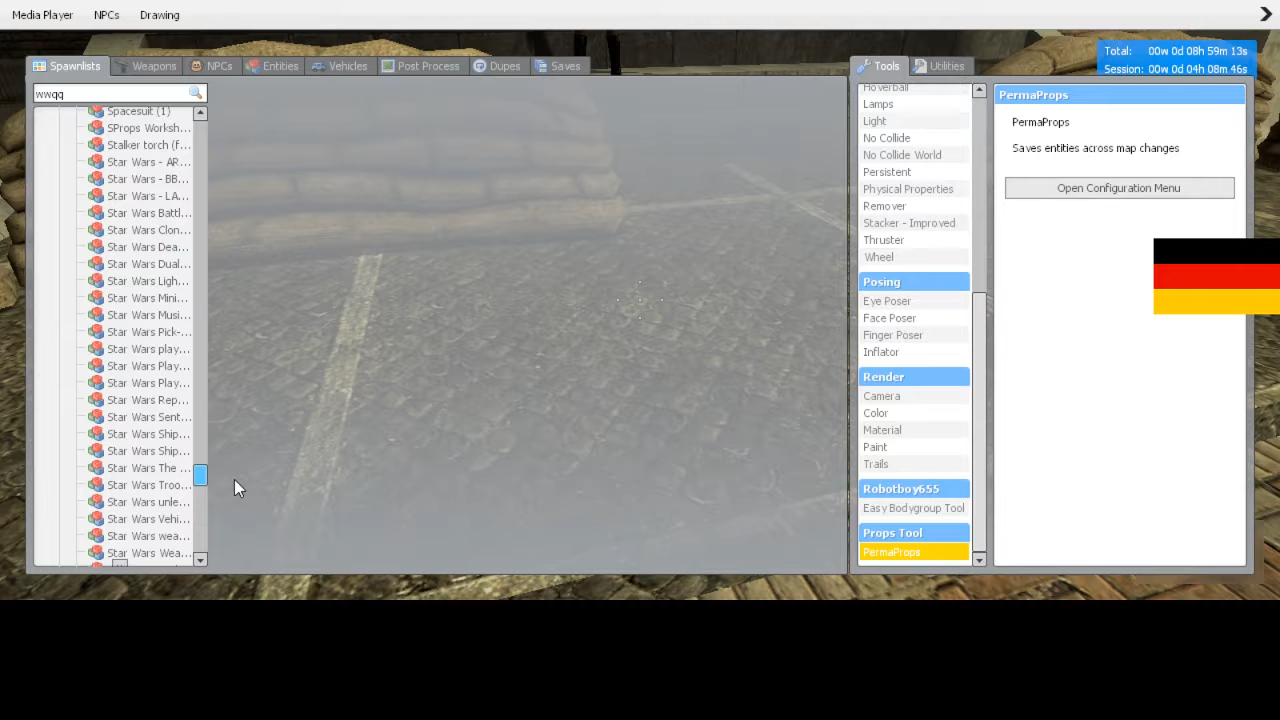 Media Player NPCs Drawing
Total: 00w 0d 08h 59m 13s
Session: 00w 0d 04h 08m 46s
Spawnlists Weapons NPCs Entities Vehicles Post Process Dupes Saves
Tools Utilities
wwqq
Spacesuit (1)
SProps Worksh...
Stalker torch (f...
Star Wars - AR...
Star Wars - BB...
Star Wars - LA...
Star Wars Battl...
Star Wars Clon...
Star Wars Dea...
Star Wars Dual...
Star Wars Ligh...
Star Wars Mini...
Star Wars Musi...
Star Wars Pick-...
Star Wars play...
Star Wars Play...
Star Wars Play...
Star Wars Rep...
Star Wars Sent...
Star Wars Ship...
Star Wars Ship...
Star Wars The ...
Star Wars Troo...
Star Wars unle...
Star Wars Vehi...
Star Wars wea...
Star Wars Wea...
Hoverball
Lamps
Light
No Collide
No Collide World
Persistent
Physical Properties
Remover
Stacker - Improved
Thruster
Wheel
Posing
Eye Poser
Face Poser
Finger Poser
Inflator
Render
Camera
Color
Material
Paint
Trails
Robotboy655
Easy Bodygroup Tool
Props Tool
PermaProps
PermaProps
PermaProps
Saves entities across map changes
Open Configuration Menu